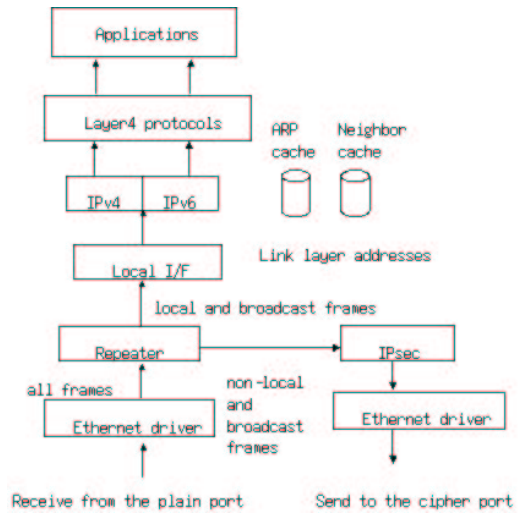 Applications
Layer4 protocols
ARP
cache
Neighbor
cache
IPv4
IPv6
Local I/F
Link layer addresses
local and broadcast frames
Repeater
IPsec
all frames
non-local
and
broadcast
frames
Ethernet driver
Ethernet driver
Receive from the plain port
Send to the cipher port